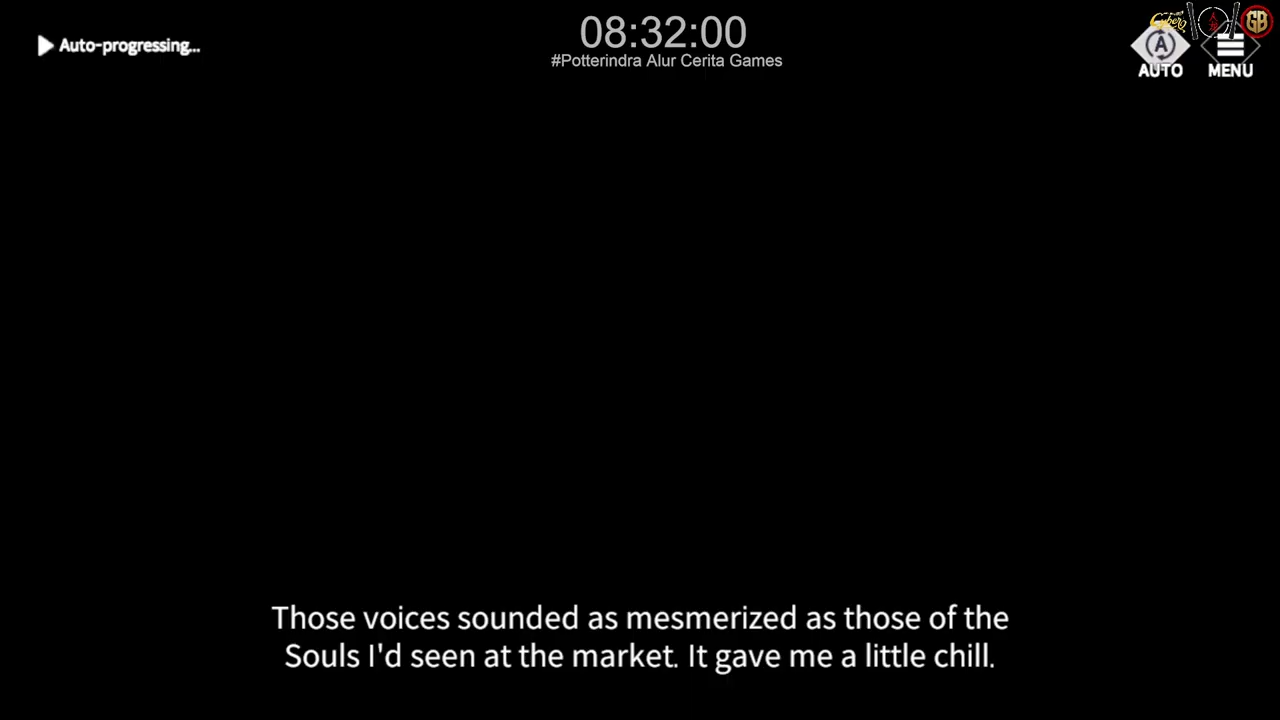 Auto-progressing...
08:32:00
#Potterindra Alur Cerita Games
GB
A
AUTO
MENU
Those voices sounded as mesmerized as those of the
Souls I'd seen at the market. It gave me a little chill.